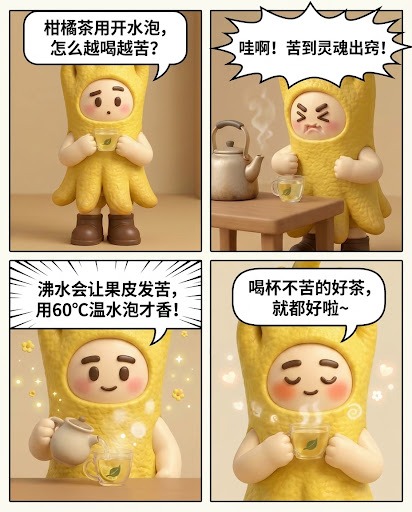 柑橘茶用开水泡，
怎么越喝越苦？
哇啊！苦到灵魂出窍！
沸水会让果皮发苦，
用60℃温水泡才香！
喝杯不苦的好茶，
就都好啦~